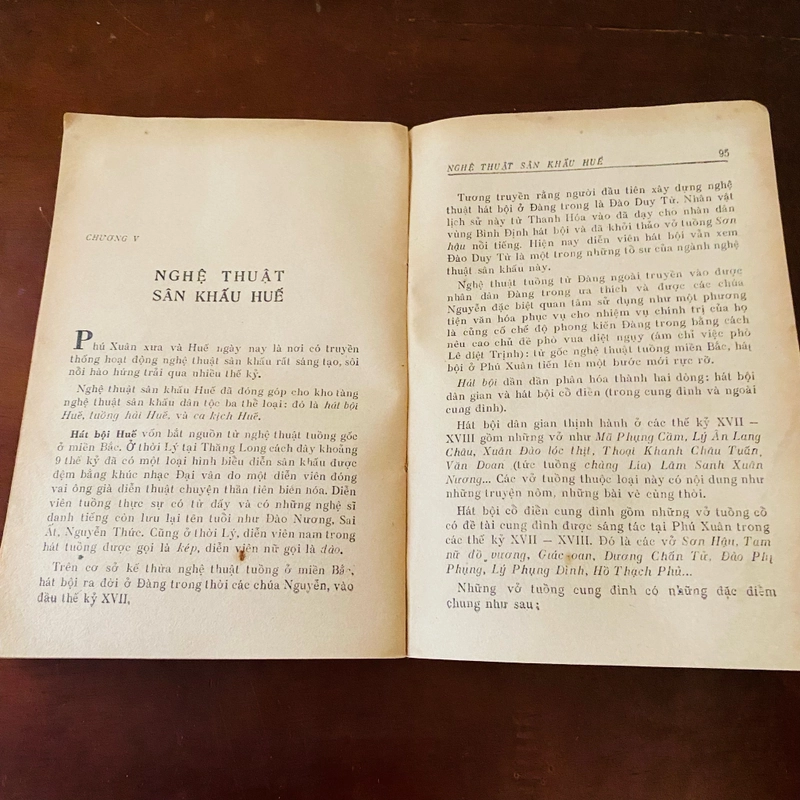 CHƯƠNG V
NGHỆ THUẬT
SÂN KHẤU HUẾ
Phú Xuân xưa và Huế ngày nay là nơi có truyền
thống hoạt động nghệ thuật sân khấu rất sáng tạo, sôi
nổi hào hứng trải qua nhiều thế kỷ.
Nghệ thuật sân khấu Huế đã đóng góp cho kho tàng
nghệ thuật sân khấu dân tộc ba thể loại: đó là hát bội
Huế, tuồng hát Huế, và ca kịch Huế.
Hát bội Huế vốn bắt nguồn từ nghệ thuật tuồng gốc
ở miền Bắc. Ở thời Lý tại Thăng Long cách đây khoảng
9 thế kỷ đã có một loại hình biểu diễn sân khấu được
đệm bằng khúc nhạc Đại vân do một diễn viên đóng
vai ông già diễn thuật chuyện thần tiên biên hóa. Diễn
viên tuồng thực sự có từ đấy và có những nghệ sĩ
danh tiếng còn lưu lại tên tuổi như Đào Nương, Sai
Ất, Nguyễn Thức. Cũng ở thời Lý, diễn viên nam trong
hát tuồng được gọi là kép, diễn viên nữ gọi là đào.
Trên cơ sở kế thừa nghệ thuật tuồng ở miền Bắc,
hát bội ra đời ở Đàng trong thời các chúa Nguyễn, vào
đầu thế kỷ XVII.
NGHỆ THUẬT SÂN KHẤU HUẾ 95
Tương truyền rằng người đầu tiên xây dựng nghệ
thuật hát bội ở Đàng trong là Đào Duy Từ. Nhân vật
lịch sử này từ Thanh Hóa vào đã dạy cho nhân dân
vùng Bình Định hát bội và đã khởi thảo vở tuồng Sơn
hậu nổi tiếng. Hiện nay diễn viên hát bội vẫn xem
Đào Duy Từ là một trong những tổ sư của ngành nghệ
thuật sân khấu này.
Nghệ thuật tuồng từ Đàng ngoài truyền vào được
nhân dân Đàng trong ưa thích và được các chúa
Nguyễn đặc biệt quan tâm sử dụng như một phương
tiện văn hóa phục vụ cho nhiệm vụ chính trị của họ
là củng cố chế độ phong kiến Đàng trong bằng cách
nêu cao chủ đề phò vua diệt ngụy (ám chỉ việc phò
Lê diệt Trịnh): từ gốc nghệ thuật tuồng miền Bắc, hát
bội ở Phú Xuân tiến lên một bước mới rực rỡ.
Hát bội dần dần phân hóa thành hai dòng: hát bội
dân gian và hát bội cổ điển (trong cung đình và ngoài
cung đình).
Hát bội dân gian thịnh hành ở các thế kỷ XVII —
XVIII gồm những vở như Mã Phụng Cầm, Lý Ân Lang
Châu, Xuân Đào lóc thịt, Thoại Khanh Châu Tuấn,
Văn Doan (tức tuồng chàng Lía) Lâm Sanh Xuân
Nương... Các vở tuồng thuộc loại này có nội dung như
những truyện nôm, những bài vè cùng thời.
Hát bội cổ điển cung đình gồm những vở tuồng cổ
có đề tài cung đình được sáng tác tại Phú Xuân trong
các thế kỷ XVII — XVIII. Đó là các vở Sơn Hậu, Tam
nữ đồ vương, Giác oan, Dương Chấn Tử, Đào Phi
Phụng, Lý Phụng Đình, Hồ Thạch Phủ...
Những vở tuồng cung đình có những đặc điểm
chung như sau;